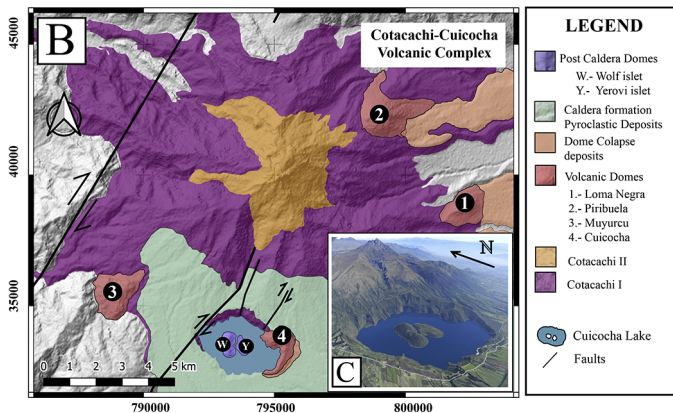 B
Cotacachi-Cuicocha
Volcanic Complex
45000
40000
35000
2
1
3
4
W
Y
N
C
0 1 2 3 4 5 km
790000 795000 800000
LEGEND
Post Caldera Domes
W.- Wolf islet
Y.- Yerovi islet
Caldera formation
Pyroclastic Deposits
Dome Colapse
deposits
Volcanic Domes
1.- Loma Negra
2.- Piribuela
3.- Muyurcu
4.- Cuicocha
Cotacachi II
Cotacachi I
Cuicocha Lake
Faults